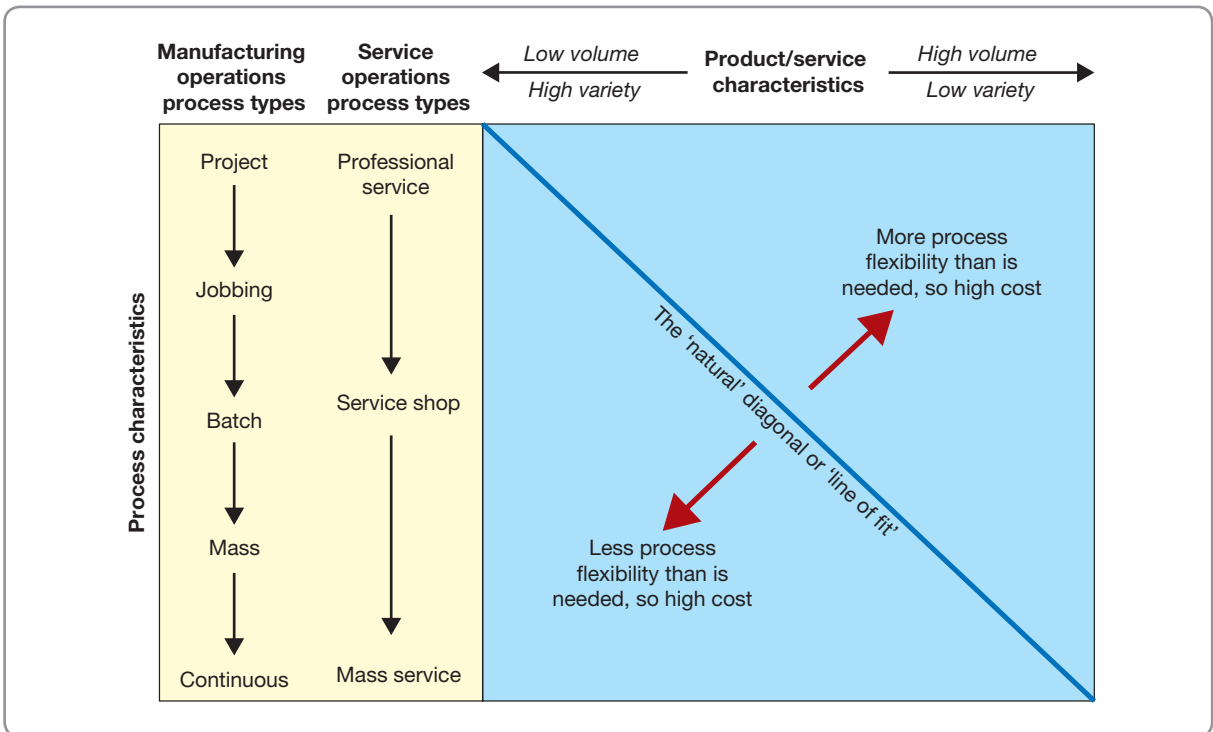 Manufacturing
operations
process types
Service
operations
process types
Low volume
High variety
Product/service
characteristics
High volume
Low variety
Process characteristics
Project
Jobbing
Batch
Mass
Continuous
Professional
service
Service shop
Mass service
More process
flexibility than is
needed, so high cost
The ‘natural’ diagonal or ‘line of fit’
Less process
flexibility than is
needed, so high cost